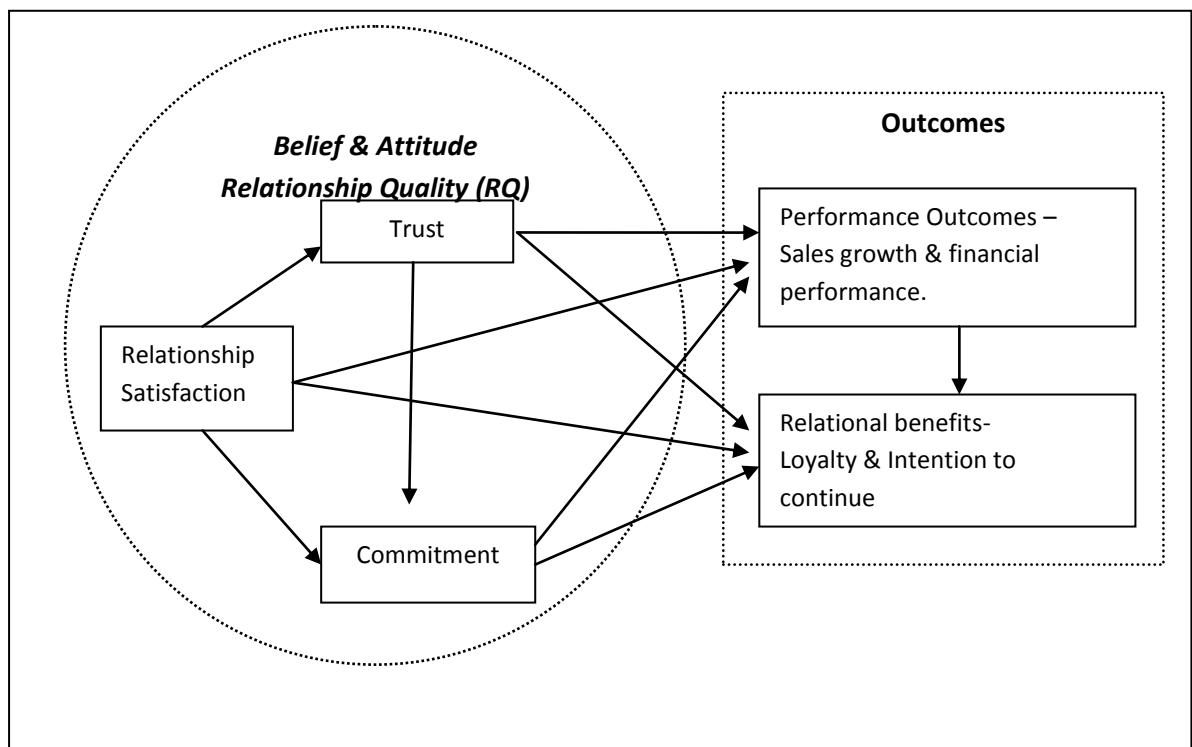 Belief & Attitude
Relationship Quality (RQ)
Trust
Relationship
Satisfaction
Commitment
Outcomes
Performance Outcomes –
Sales growth & financial
performance.
Relational benefits-
Loyalty & Intention to
continue